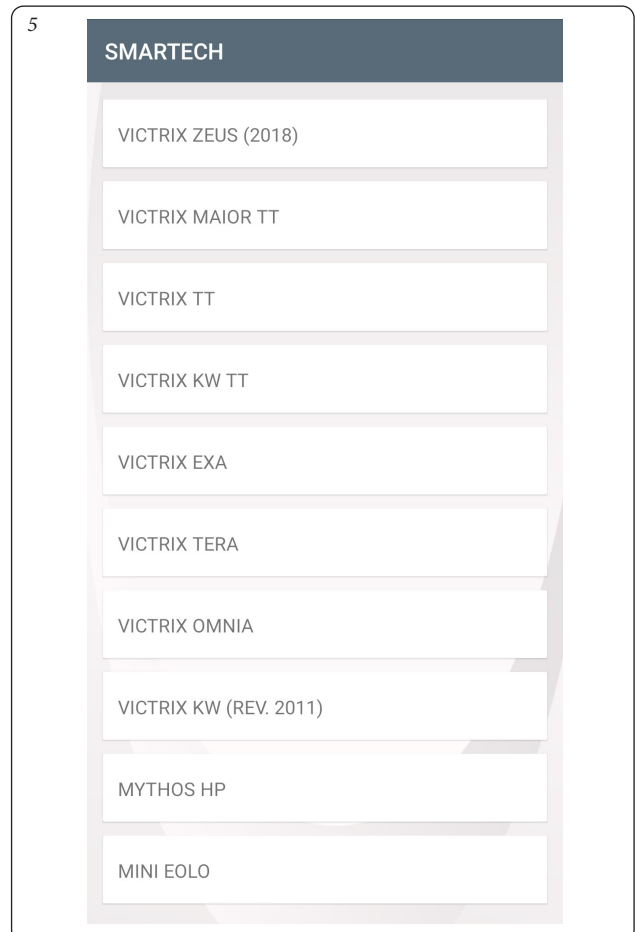 5
SMARTECH
VICTRIX ZEUS (2018)
VICTRIX MAIOR TT
VICTRIX TT
VICTRIX KW TT
VICTRIX EXA
VICTRIX TERA
VICTRIX OMNIA
VICTRIX KW (REV. 2011)
MYTHOS HP
MINI EOLO